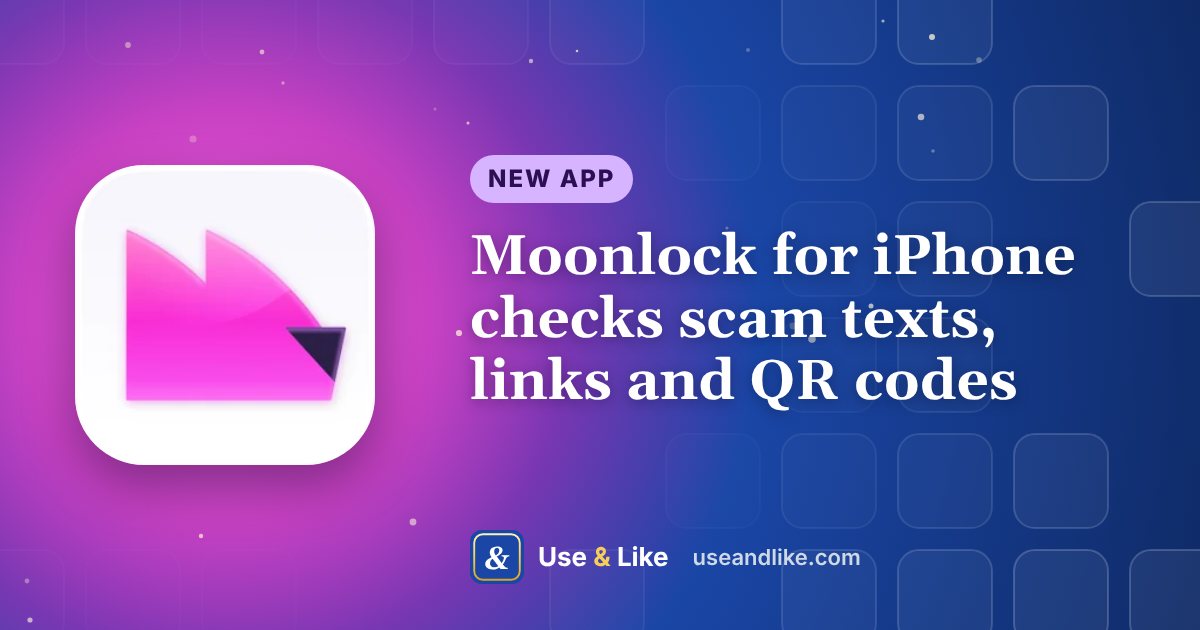 NEW APP
Moonlock for iPhone
checks scam texts,
links and QR codes
& Use & Like useandlike.com